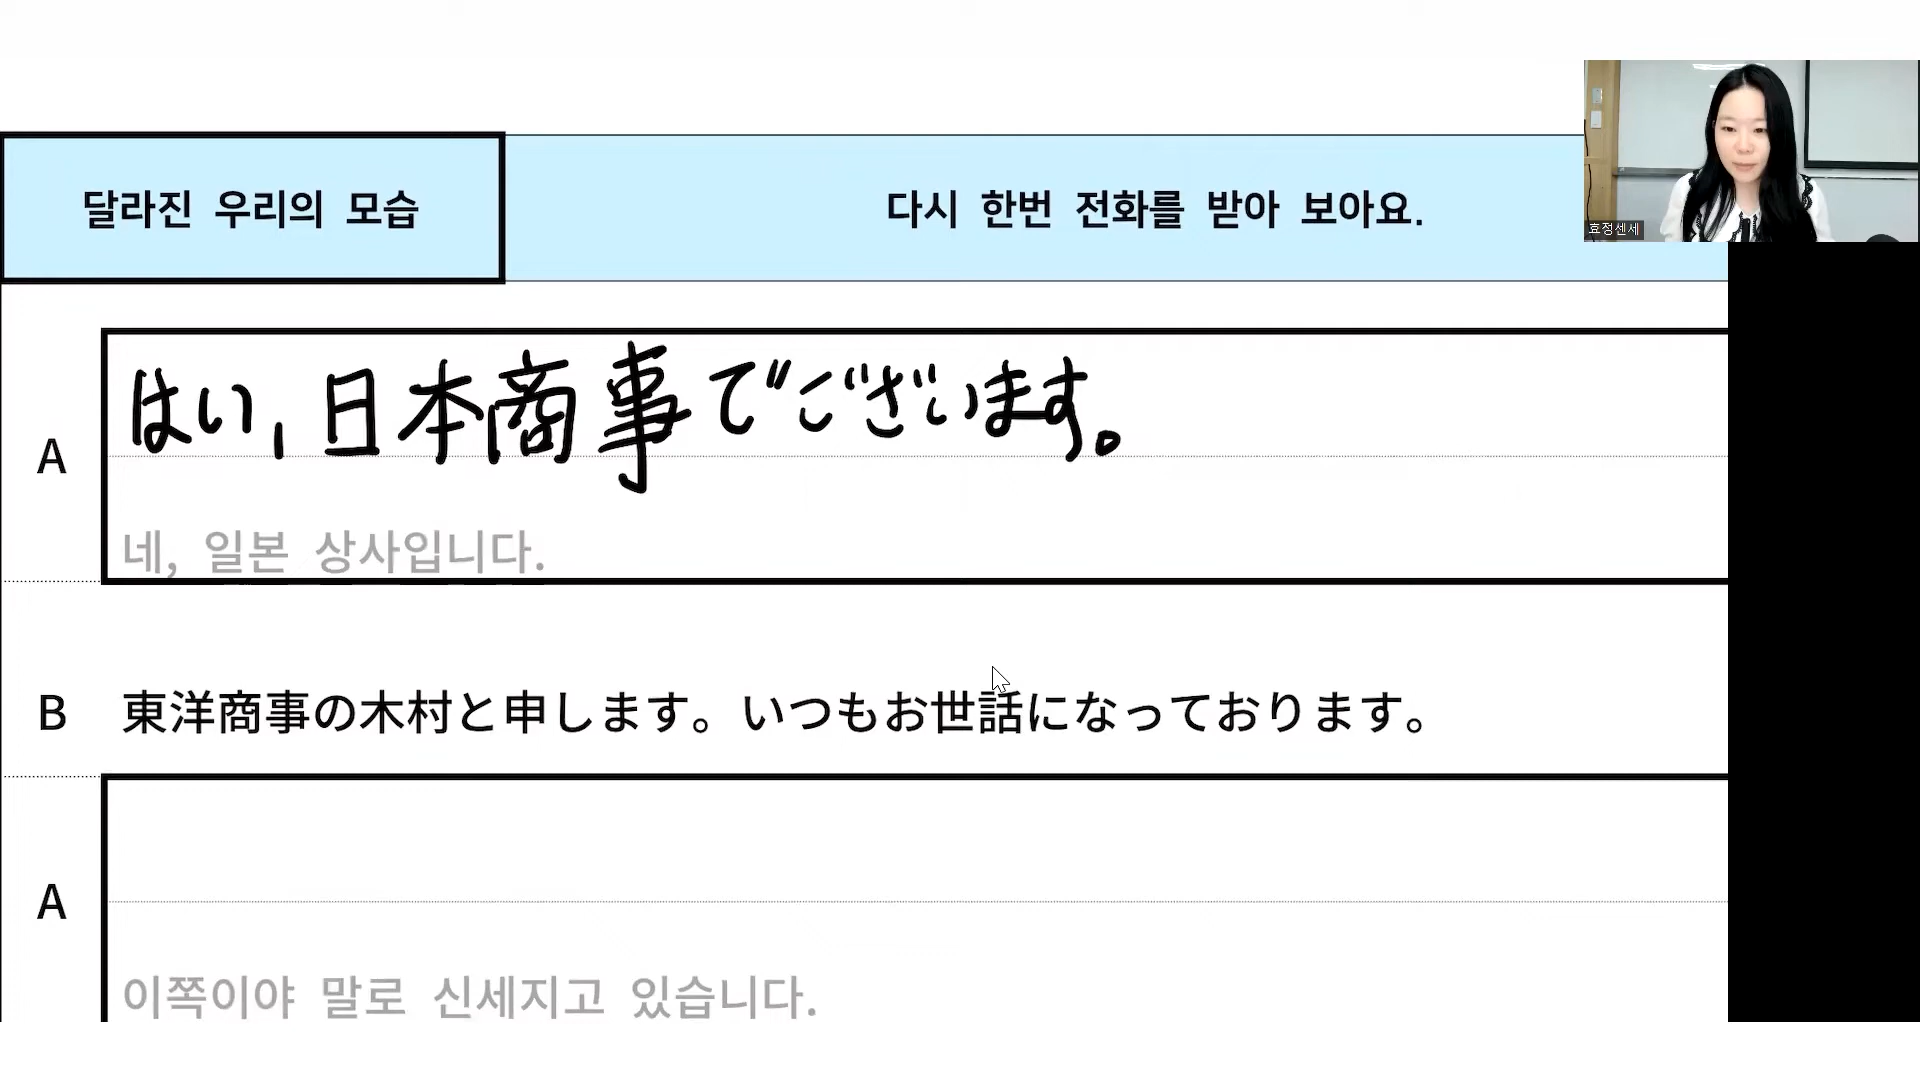 달라진 우리의 모습
다시 한번 전화를 받아 보아요.
효정센세
A
はい, 日本商事でございます。
네, 일본 상사입니다.
B
東洋商事の木村と申します。いつもお世話になっております。
A
이쪽이야 말로 신세지고 있습니다.